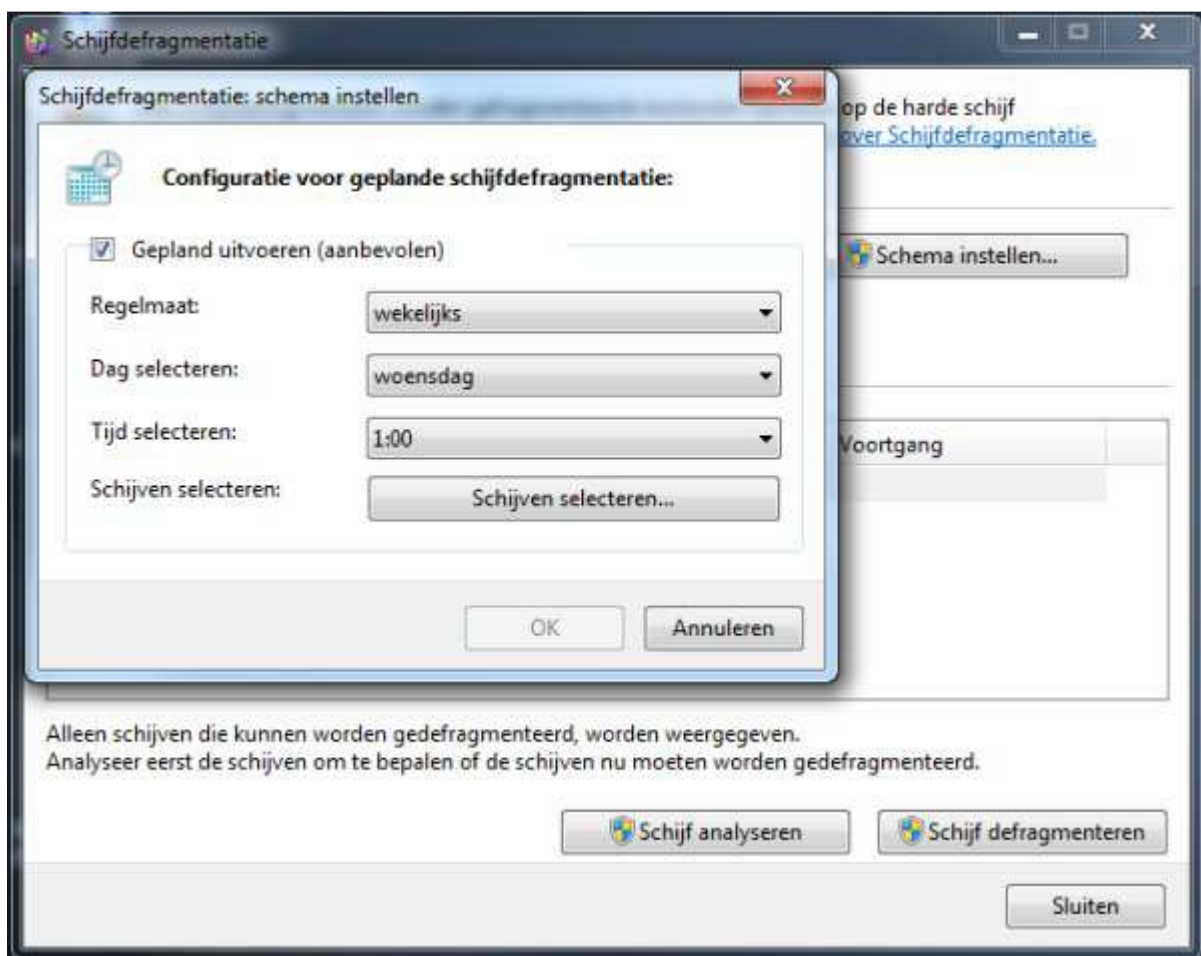 Schijfdefragmentatie
Schijfdefragmentatie: schema instellen
op de harde schijf
over Schijfdefragmentatie.
Configuratie voor geplande schijfdefragmentatie:
Gepland uitvoeren (aanbevolen)
Schema instellen...
Regelmaat:
wekelijks
Dag selecteren:
woensdag
Tijd selecteren:
1:00
Voortgang
Schijven selecteren:
Schijven selecteren...
OK
Annuleren
Alleen schijven die kunnen worden gedefragmenteerd, worden weergegeven.
Analyseer eerst de schijven om te bepalen of de schijven nu moeten worden gedefragmenteerd.
Schijf analyseren
Schijf defragmenteren
Sluiten